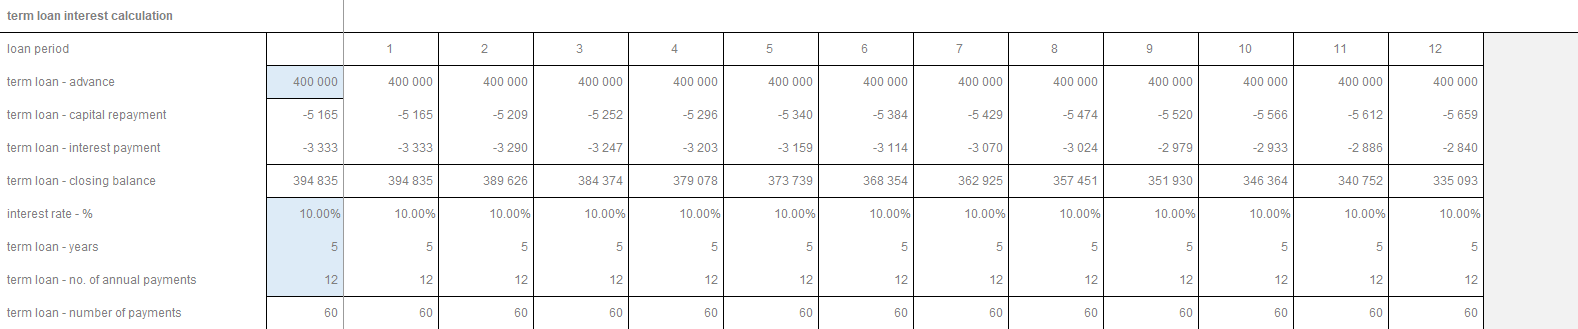 term loan interest calculation
loan period 1 2 3 4 5 6 7 8 9 10 11 12
term loan - advance 400 000 400 000 400 000 400 000 400 000 400 000 400 000 400 000 400 000 400 000 400 000 400 000 400 000
term loan - capital repayment -5 165 -5 165 -5 209 -5 252 -5 296 -5 340 -5 384 -5 429 -5 474 -5 520 -5 566 -5 612 -5 659
term loan - interest payment -3 333 -3 333 -3 290 -3 247 -3 203 -3 159 -3 114 -3 070 -3 024 -2 979 -2 933 -2 886 -2 840
term loan - closing balance 394 835 394 835 389 626 384 374 379 078 373 739 368 354 362 925 357 451 351 930 346 364 340 752 335 093
interest rate - % 10.00% 10.00% 10.00% 10.00% 10.00% 10.00% 10.00% 10.00% 10.00% 10.00% 10.00% 10.00% 10.00%
term loan - years 5 5 5 5 5 5 5 5 5 5 5 5 5
term loan - no. of annual payments 12 12 12 12 12 12 12 12 12 12 12 12 12
term loan - number of payments 60 60 60 60 60 60 60 60 60 60 60 60 60